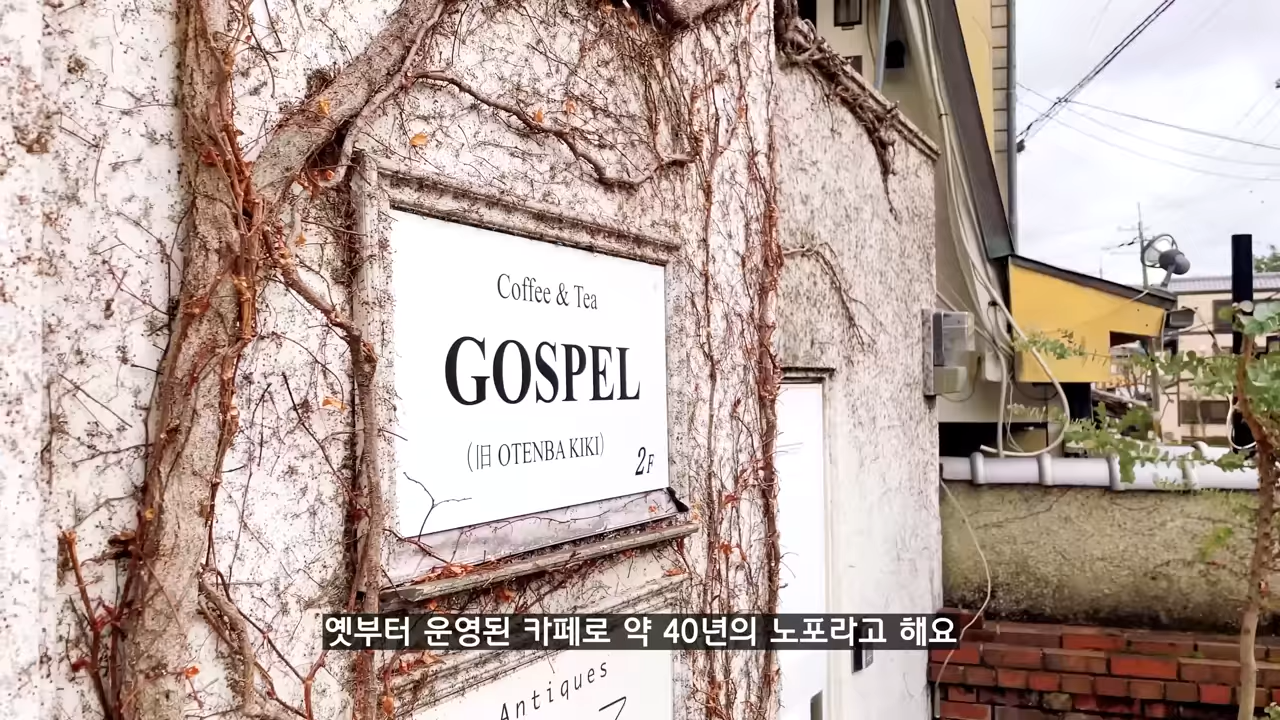 Coffee & Tea
GOSPEL
(旧 OTENBA KIKI)
2F
Antiques
옛부터 운영된 카페로 약 40년의 노포라고 해요